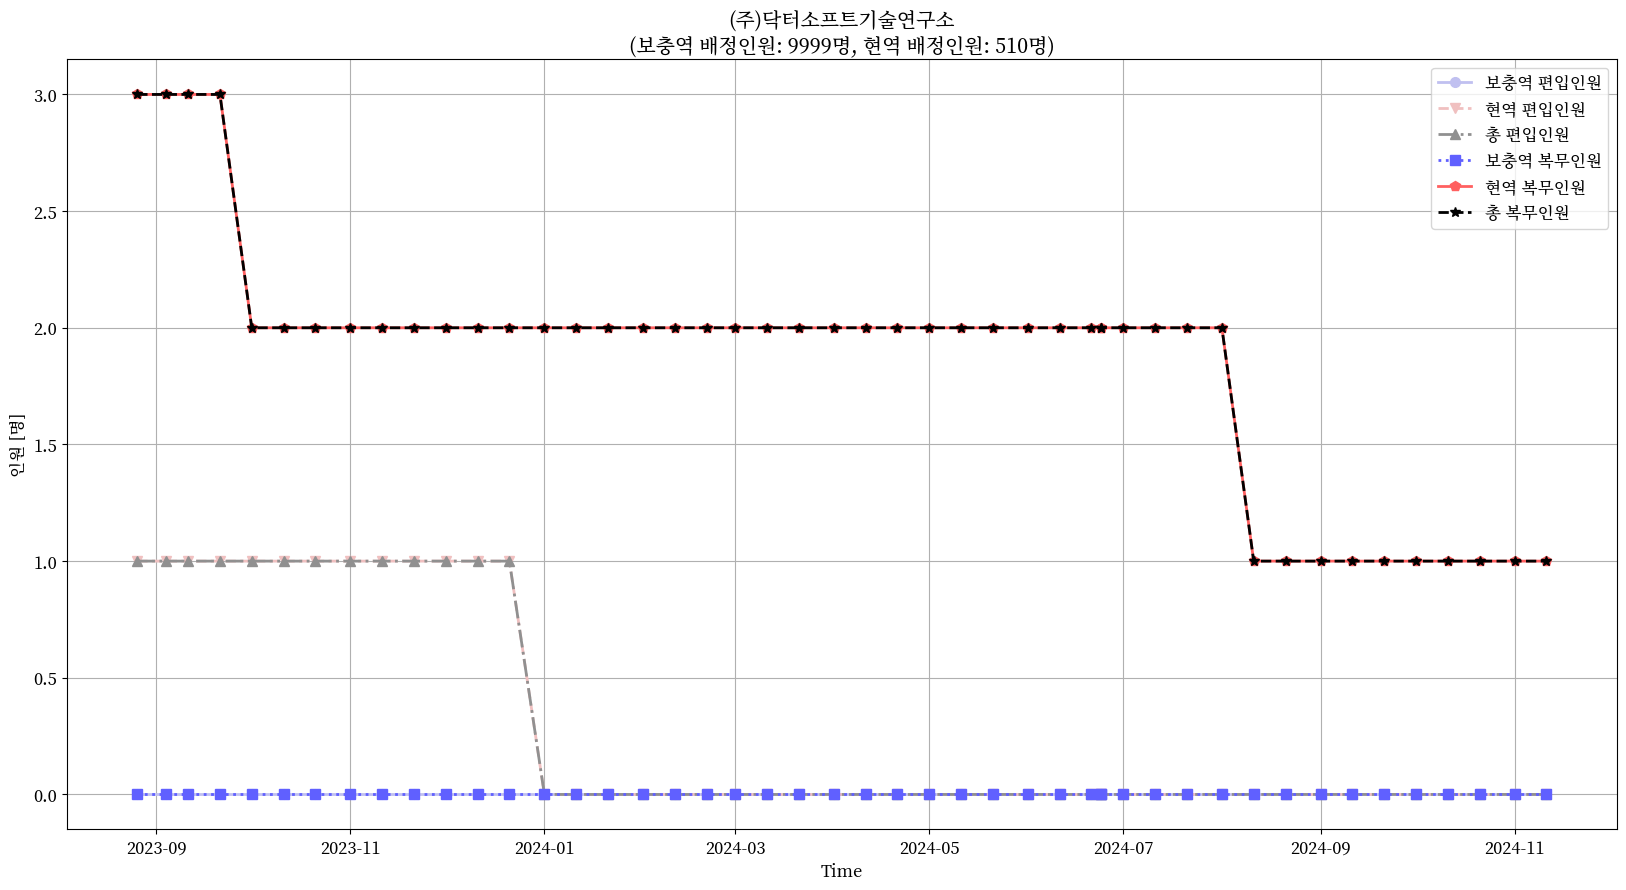 (주)닥터소프트기술연구소
(보충역 배정인원: 9999명, 현역 배정인원: 510명)
보충역 편입인원
현역 편입인원
총 편입인원
보충역 복무인원
현역 복무인원
총 복무인원
인원 [명]
3.0
2.5
2.0
1.5
1.0
0.5
0.0
2023-09
2023-11
2024-01
2024-03
2024-05
2024-07
2024-09
2024-11
Time